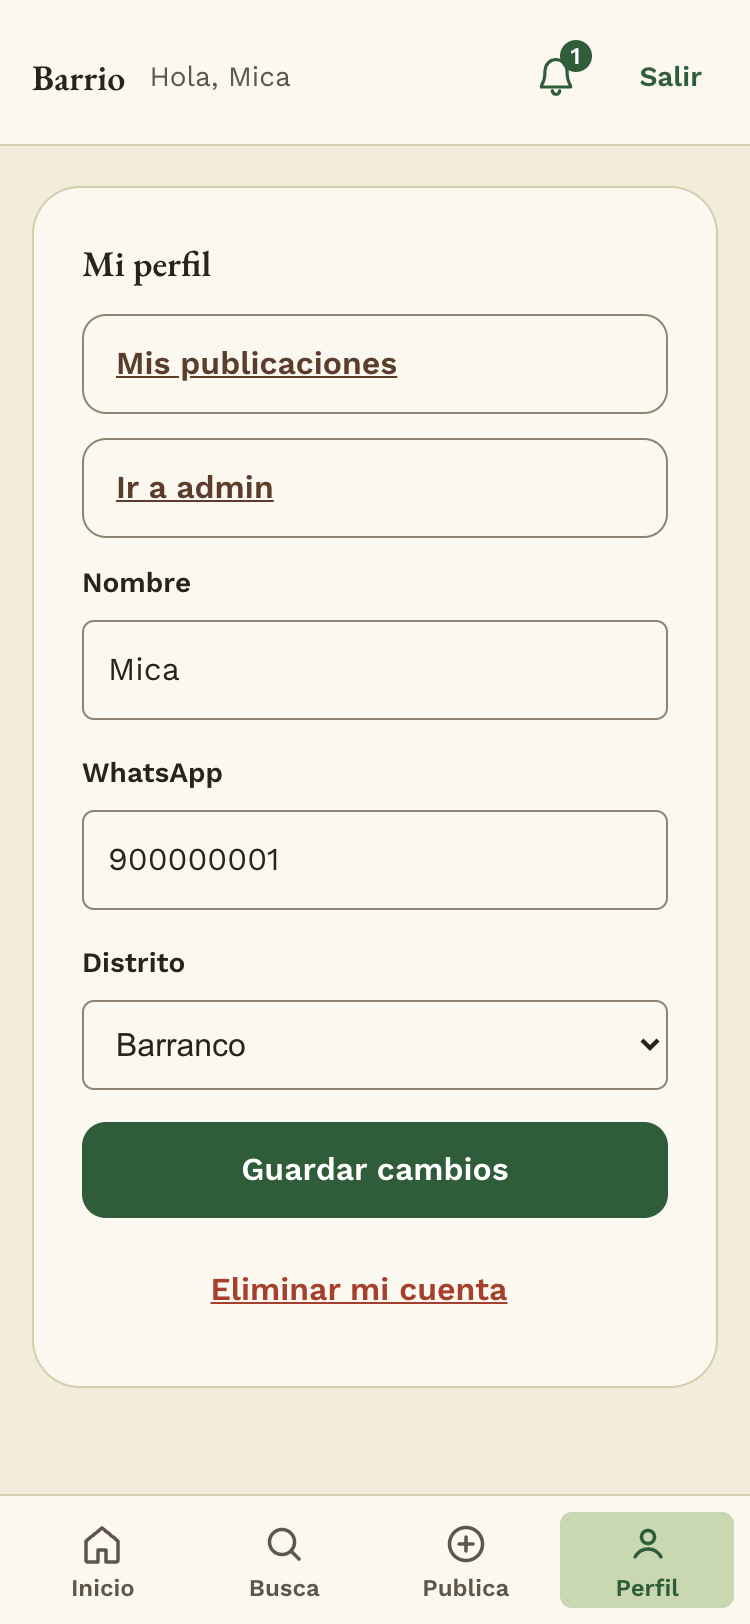 Barrio Hola, Mica 1 Salir
Mi perfil
Mis publicaciones
Ir a admin
Nombre
Mica
WhatsApp
900000001
Distrito
Barranco
Guardar cambios
Eliminar mi cuenta
Inicio Busca Publica Perfil